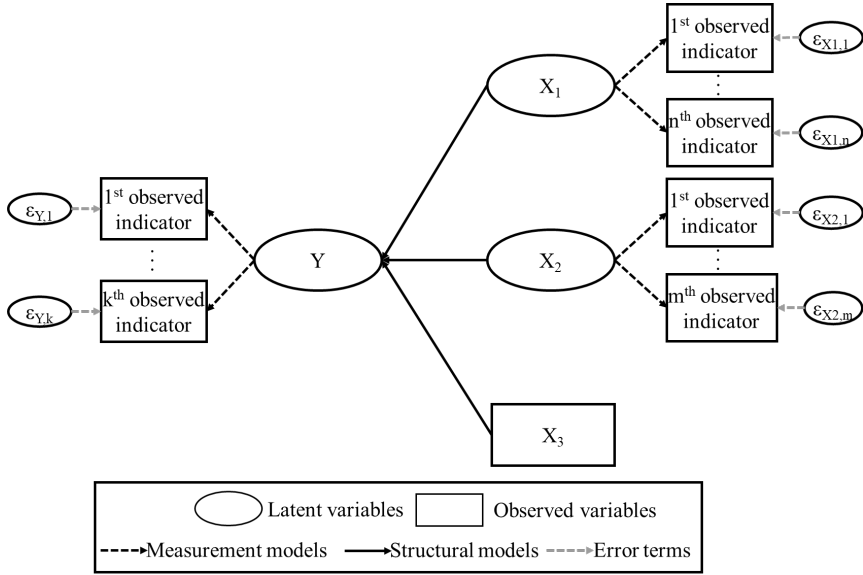 1st observed
indicator
εX1,1
X1
⋮
nth observed
indicator
εX1,n
1st observed
indicator
εY,1
1st observed
indicator
εX2,1
⋮
Y
X2
⋮
kth observed
indicator
εY,k
mth observed
indicator
εX2,m
X3
Latent variables
Observed variables
Measurement models
Structural models
Error terms